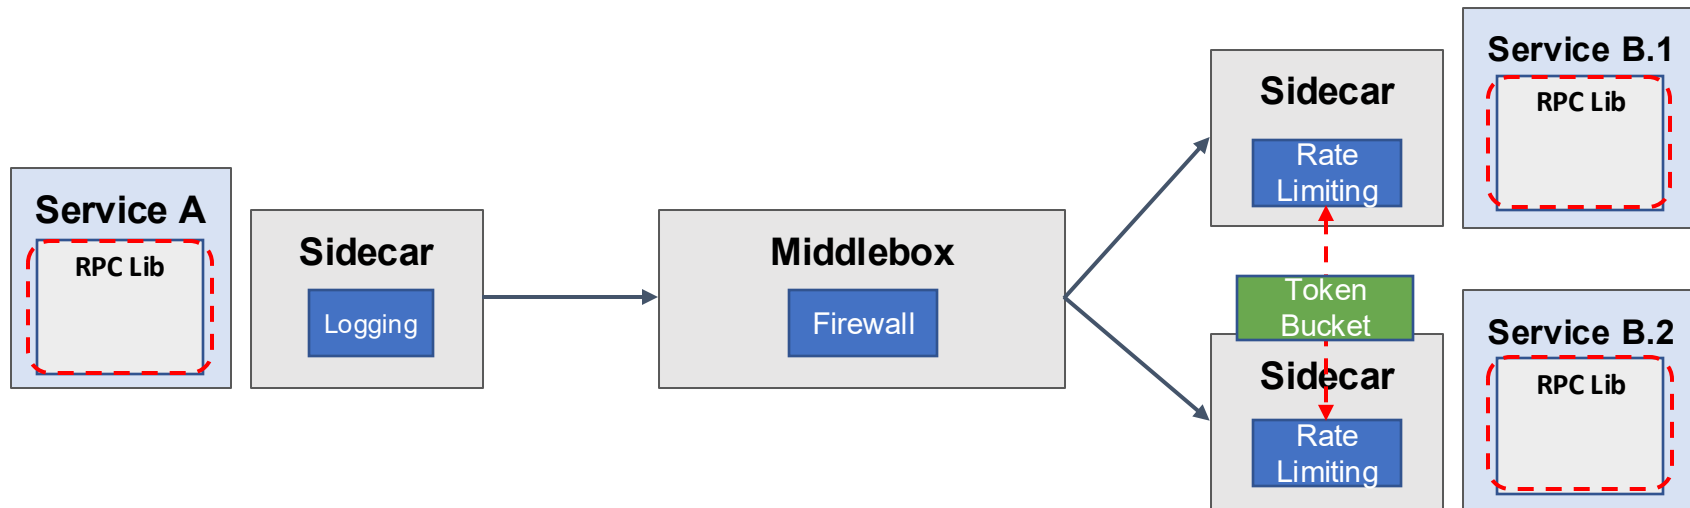 Service A
RPC Lib
Sidecar
Logging
Middlebox
Firewall
Sidecar
Rate
Limiting
Service B.1
RPC Lib
Token
Bucket
Sidecar
Rate
Limiting
Service B.2
RPC Lib